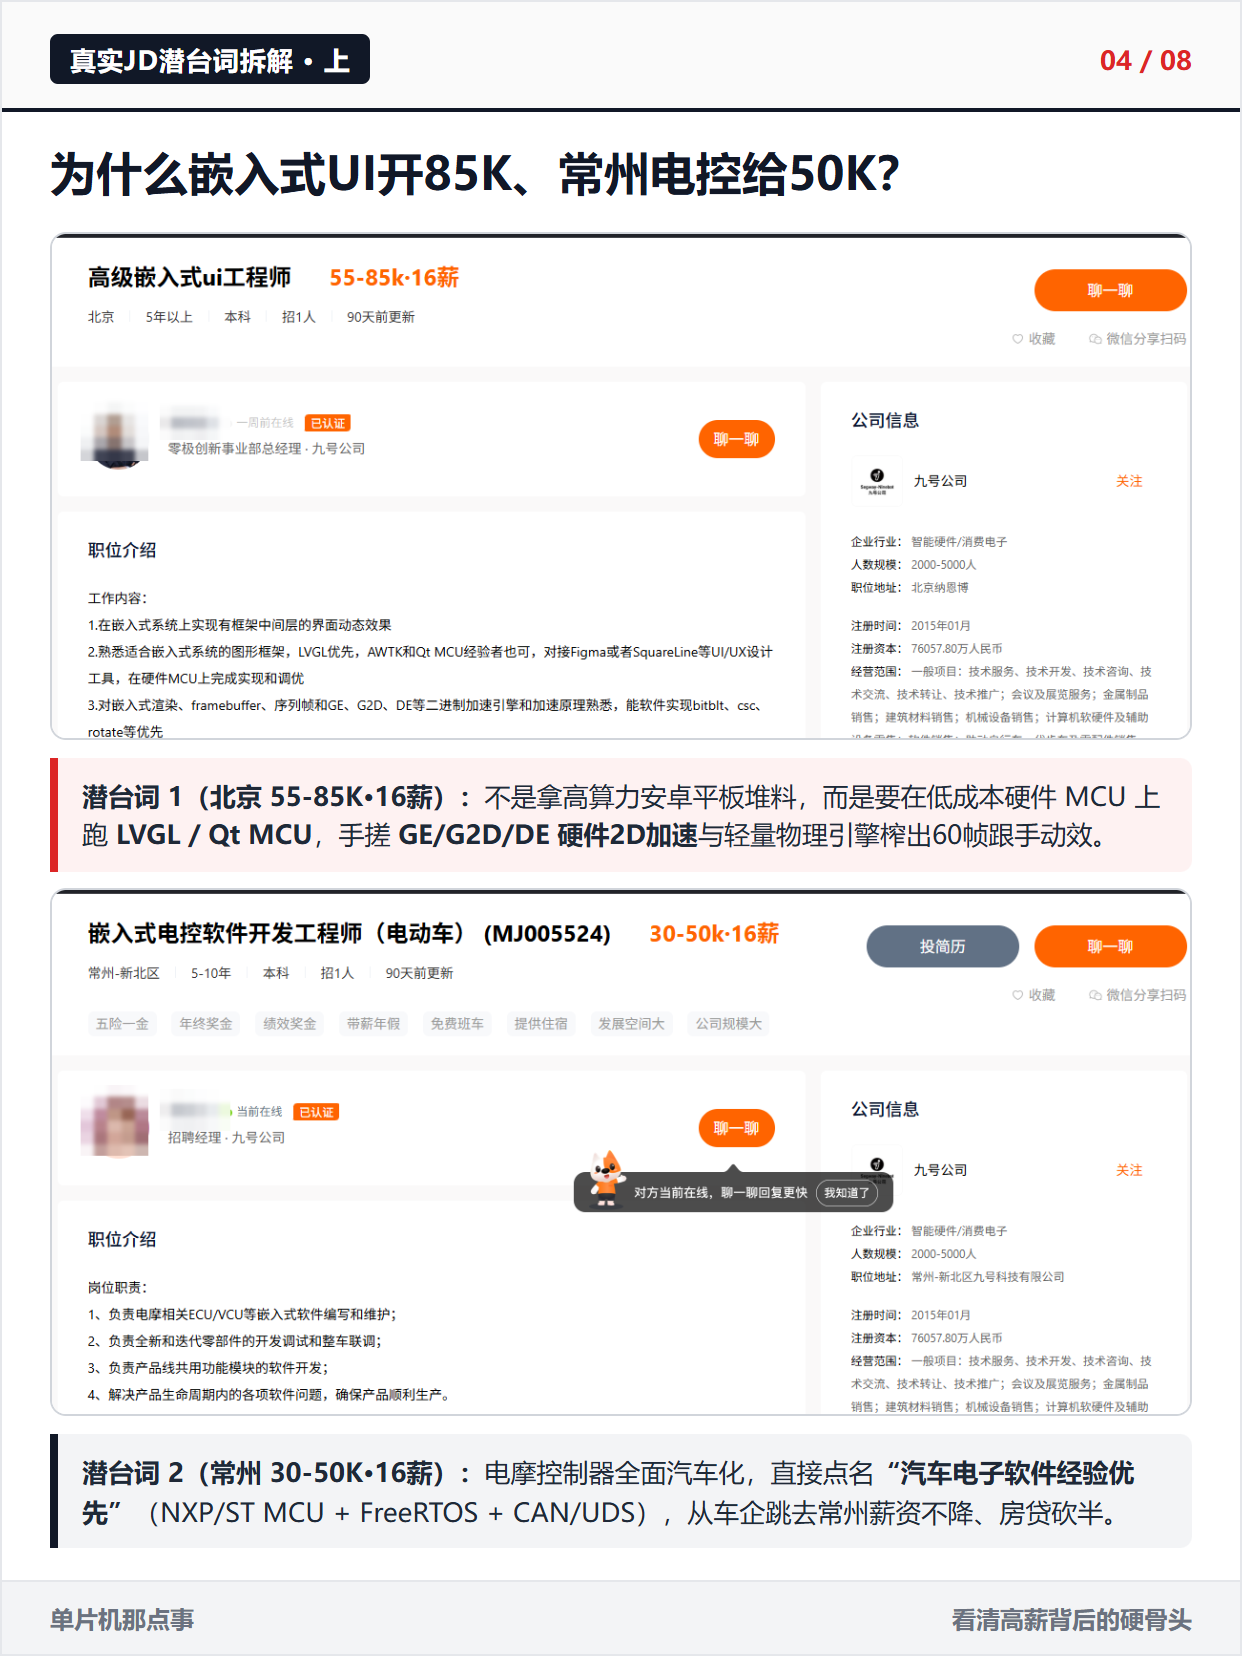 真实JD潜台词拆解 · 上
04 / 08
为什么嵌入式UI开85K、常州电控给50K?
高级嵌入式ui工程师 55-85k·16薪
聊一聊
北京 5年以上 本科 招1人 90天前更新
收藏 微信分享扫码
一周前在线 已认证
零极创新事业部总经理 · 九号公司
聊一聊
职位介绍
工作内容：
1.在嵌入式系统上实现有框架中间层的界面动态效果
2.熟悉适合嵌入式系统的图形框架，LVGL优先，AWTK和Qt MCU经验者也可，对接Figma或者SquareLine等UI/UX设计
工具，在硬件MCU上完成实现和调优
3.对嵌入式渲染、framebuffer、序列帧和GE、G2D、DE等二进制加速引擎和加速原理熟悉，能软件实现bitblt、csc、
rotate等优先
公司信息
Segway-Ninebot
九号公司
九号公司 关注
企业行业： 智能硬件/消费电子
人数规模： 2000-5000人
职位地址： 北京纳恩博
注册时间： 2015年01月
注册资本： 76057.80万人民币
经营范围： 一般项目：技术服务、技术开发、技术咨询、技
术交流、技术转让、技术推广；会议及展览服务；金属制品
销售；建筑材料销售；机械设备销售；计算机软硬件及辅助
潜台词 1（北京 55-85K·16薪）：不是拿高算力安卓平板堆料，而是要在低成本硬件 MCU 上
跑 LVGL / Qt MCU，手搓 GE/G2D/DE 硬件2D加速与轻量物理引擎榨出60帧跟手动效。
嵌入式电控软件开发工程师（电动车） (MJ005524) 30-50k·16薪
投简历 聊一聊
常州-新北区 5-10年 本科 招1人 90天前更新
收藏 微信分享扫码
五险一金 年终奖金 绩效奖金 带薪年假 免费班车 提供住宿 发展空间大 公司规模大
当前在线 已认证
招聘经理 · 九号公司
聊一聊
对方当前在线，聊一聊回复更快 我知道了
职位介绍
岗位职责：
1、负责电摩相关ECU/VCU等嵌入式软件编写和维护；
2、负责全新和迭代零部件的开发调试和整车联调；
3、负责产品线共用功能模块的软件开发；
4、解决产品生命周期内的各项软件问题，确保产品顺利生产。
公司信息
九号公司 关注
企业行业： 智能硬件/消费电子
人数规模： 2000-5000人
职位地址： 常州-新北区九号科技有限公司
注册时间： 2015年01月
注册资本： 76057.80万人民币
经营范围： 一般项目：技术服务、技术开发、技术咨询、技
术交流、技术转让、技术推广；会议及展览服务；金属制品
销售；建筑材料销售；机械设备销售；计算机软硬件及辅助
潜台词 2（常州 30-50K·16薪）：电摩控制器全面汽车化，直接点名“汽车电子软件经验优
先”（NXP/ST MCU + FreeRTOS + CAN/UDS），从车企跳去常州薪资不降、房贷砍半。
单片机那点事
看清高薪背后的硬骨头